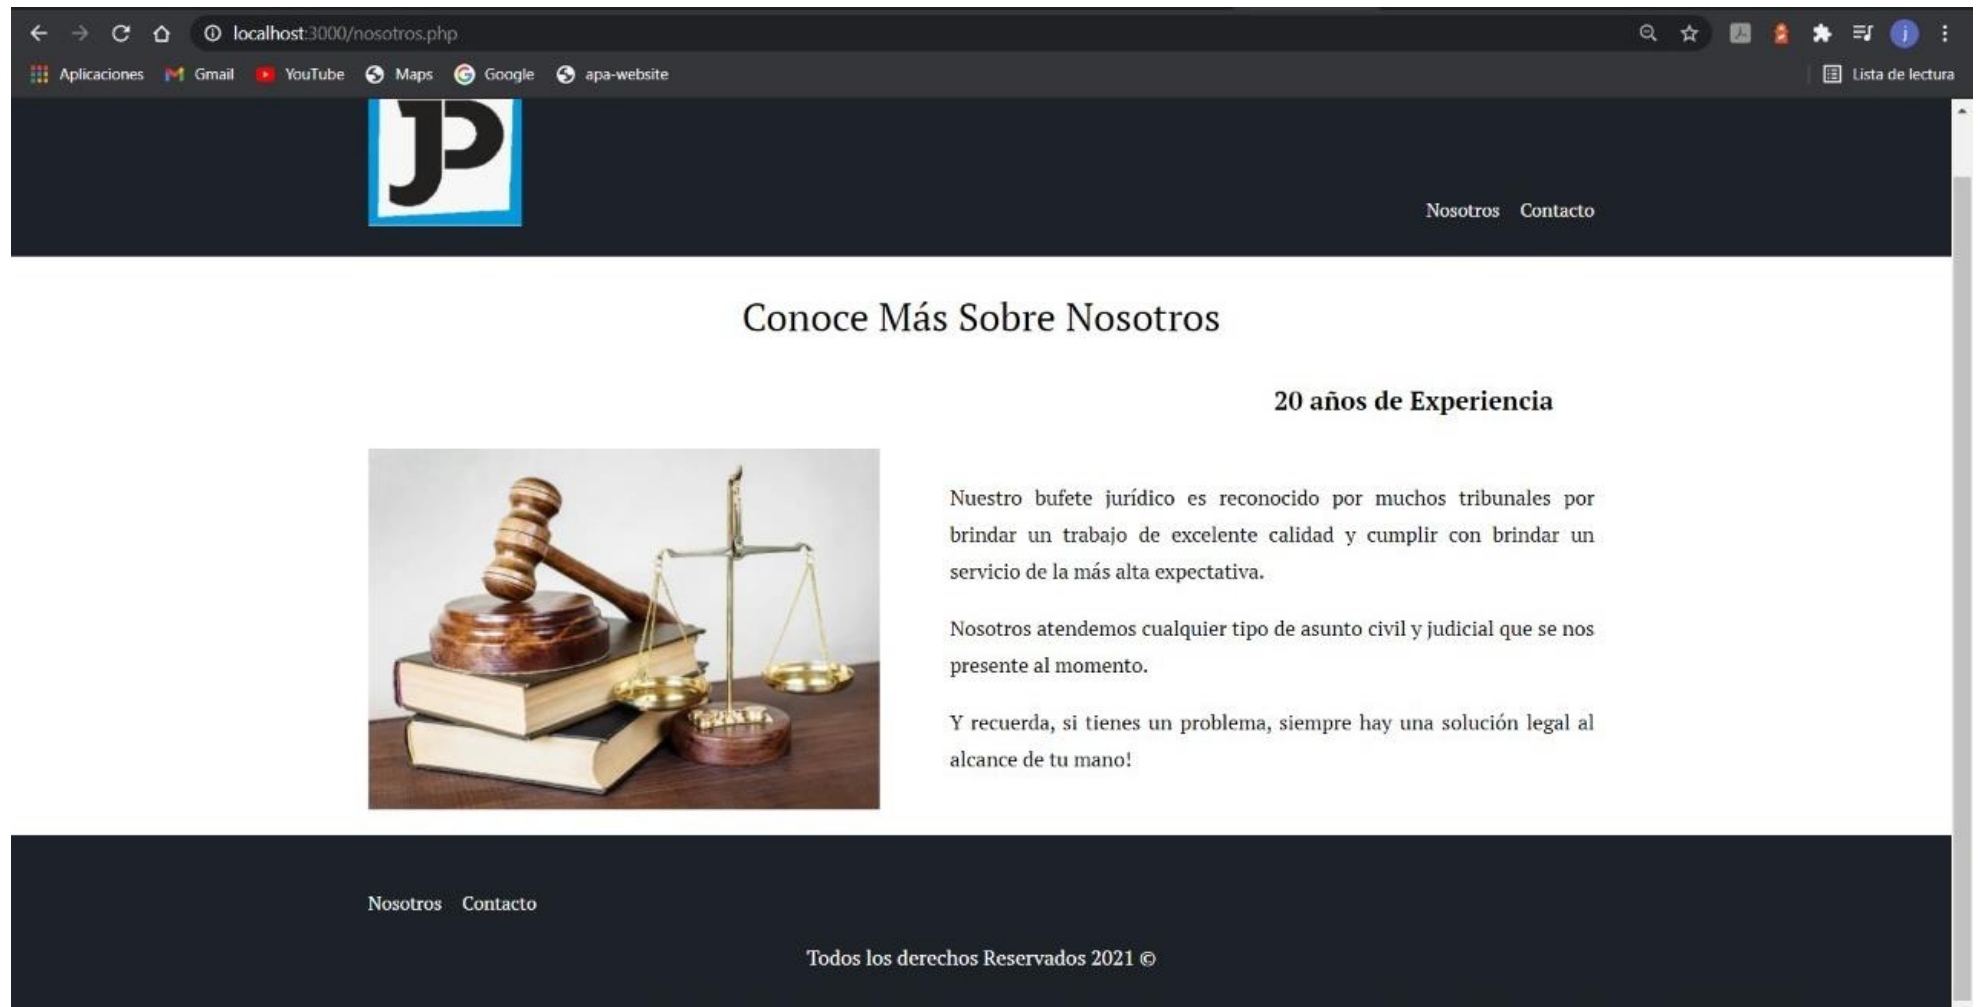 localhost:3000/nosotros.php
j
Aplicaciones Gmail YouTube Maps Google apa-website Lista de lectura
JP
Nosotros Contacto
Conoce Más Sobre Nosotros
20 años de Experiencia
Nuestro bufete jurídico es reconocido por muchos tribunales por
brindar un trabajo de excelente calidad y cumplir con brindar un
servicio de la más alta expectativa.
Nosotros atendemos cualquier tipo de asunto civil y judicial que se nos
presente al momento.
Y recuerda, si tienes un problema, siempre hay una solución legal al
alcance de tu mano!
Nosotros Contacto
Todos los derechos Reservados 2021 ©